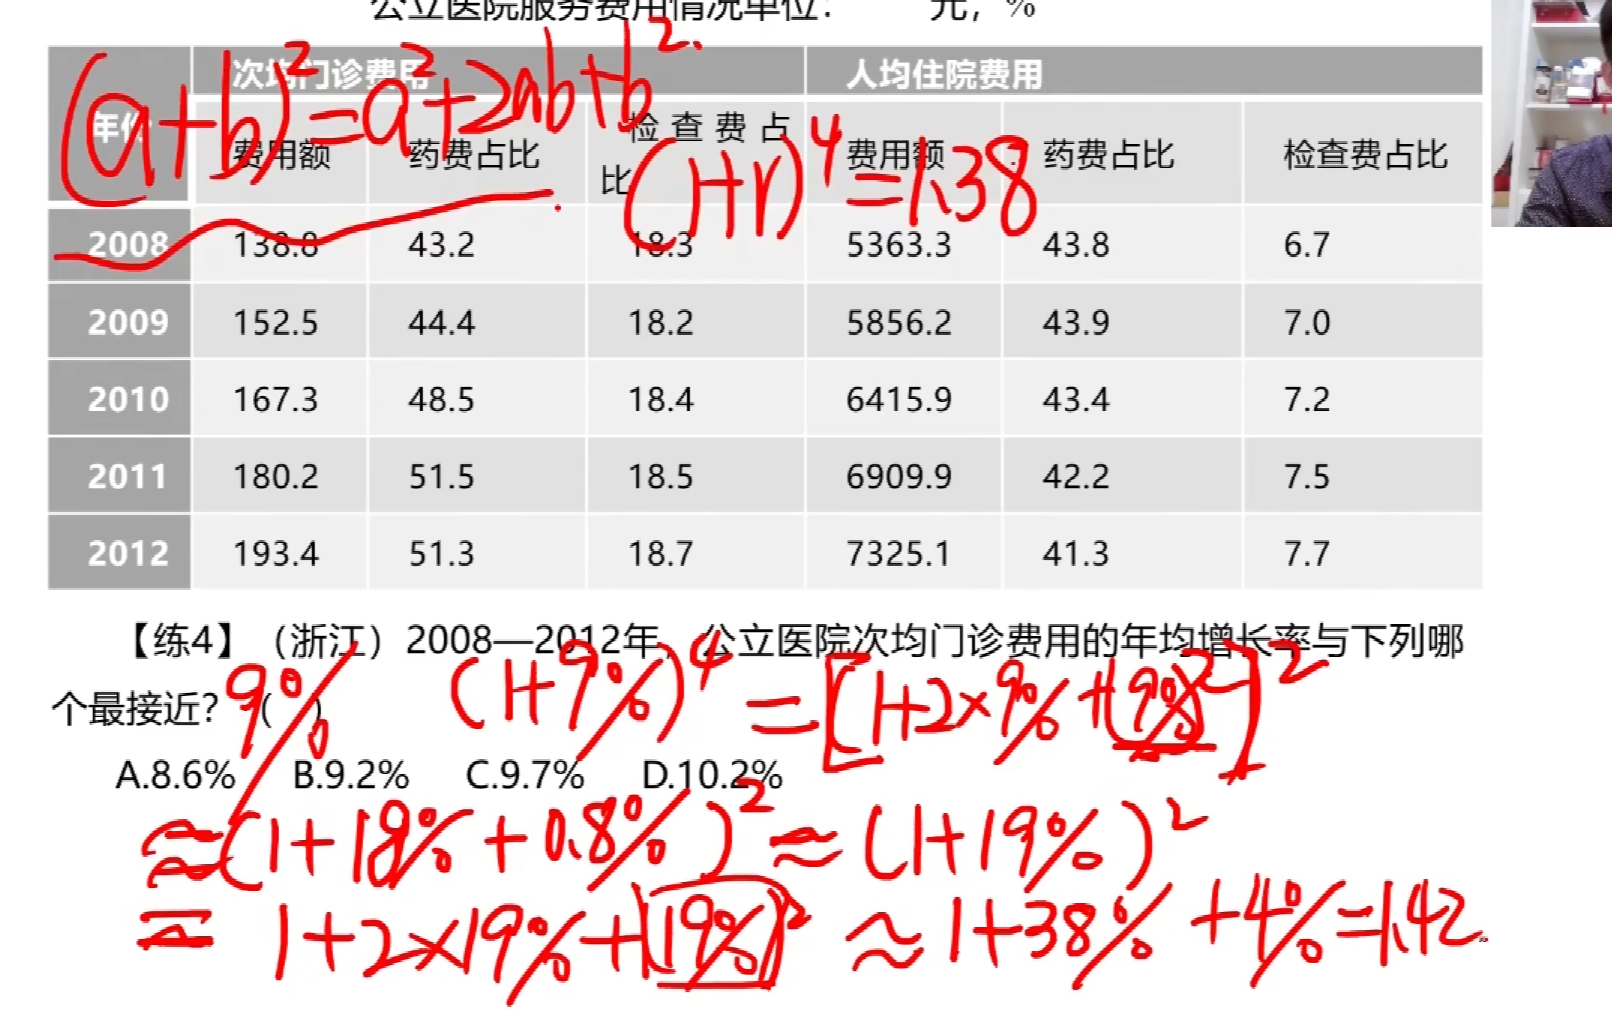 公立医院服务费用情况单位： 元，%
年份 次均门诊费用 人均住院费用
费用额 药费占比 检查费占比 费用额 药费占比 检查费占比
(a+b)²=a²+2ab+b².
(1+r)⁴=1.38
2008 138.8 43.2 18.3 5363.3 43.8 6.7
2009 152.5 44.4 18.2 5856.2 43.9 7.0
2010 167.3 48.5 18.4 6415.9 43.4 7.2
2011 180.2 51.5 18.5 6909.9 42.2 7.5
2012 193.4 51.3 18.7 7325.1 41.3 7.7
【练4】（浙江）2008—2012年，公立医院次均门诊费用的年均增长率与下列哪
个最接近？（ ）
9% (1+9%)⁴=[1+2×9%+(9%)²]²
A.8.6% B.9.2% C.9.7% D.10.2%
≈(1+18%+0.8%)²≈(1+19%)²
=1+2×19%+(19%)²≈1+38%+4%=1.42